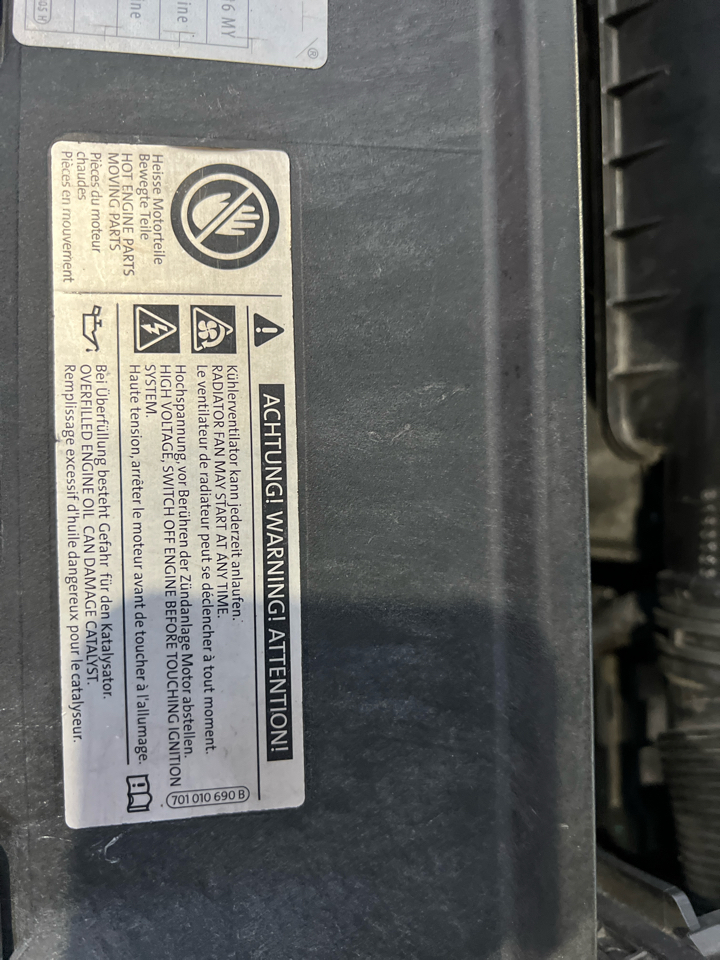 6 MY
ine
ine
®
Heisse Motorteile
Bewegte Teile
HOT ENGINE PARTS
MOVING PARTS
Pièces du moteur
chaudes
Pièces en mouvement
ACHTUNG! WARNING! ATTENTION!
Kühlerventilator kann jederzeit anlaufen.
RADIATOR FAN MAY START AT ANY TIME.
Le ventilateur de radiateur peut se déclencher à tout moment.
Hochspannung, vor Berühren der Zündanlage Motor abstellen.
HIGH VOLTAGE, SWITCH OFF ENGINE BEFORE TOUCHING IGNITION
SYSTEM.
Haute tension, arrêter le moteur avant de toucher à l'allumage.
Bei Überfüllung besteht Gefahr für den Katalysator.
OVERFILLED ENGINE OIL CAN DAMAGE CATALYST.
Remplissage excessif d'huile dangereux pour le catalyseur.
701 010 690 B